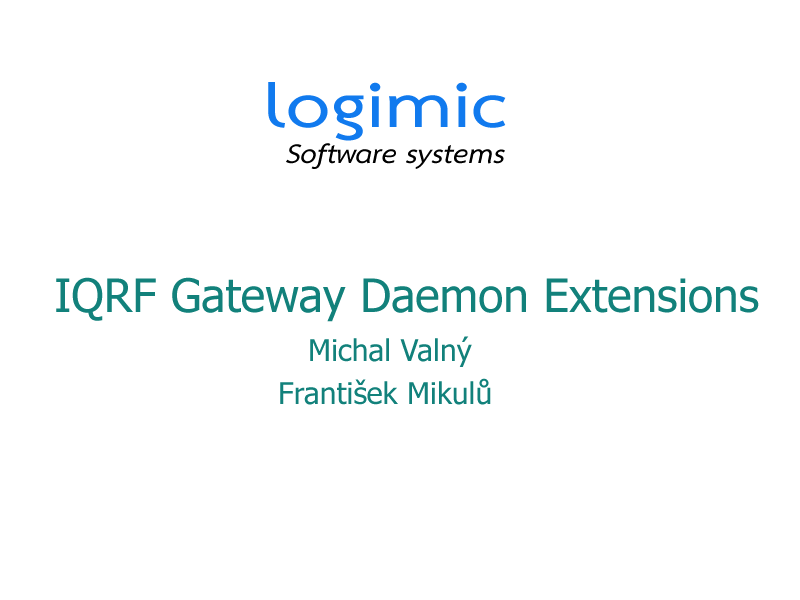 logimic
Software systems
IQRF Gateway Daemon Extensions
Michal Valný
František Mikulů